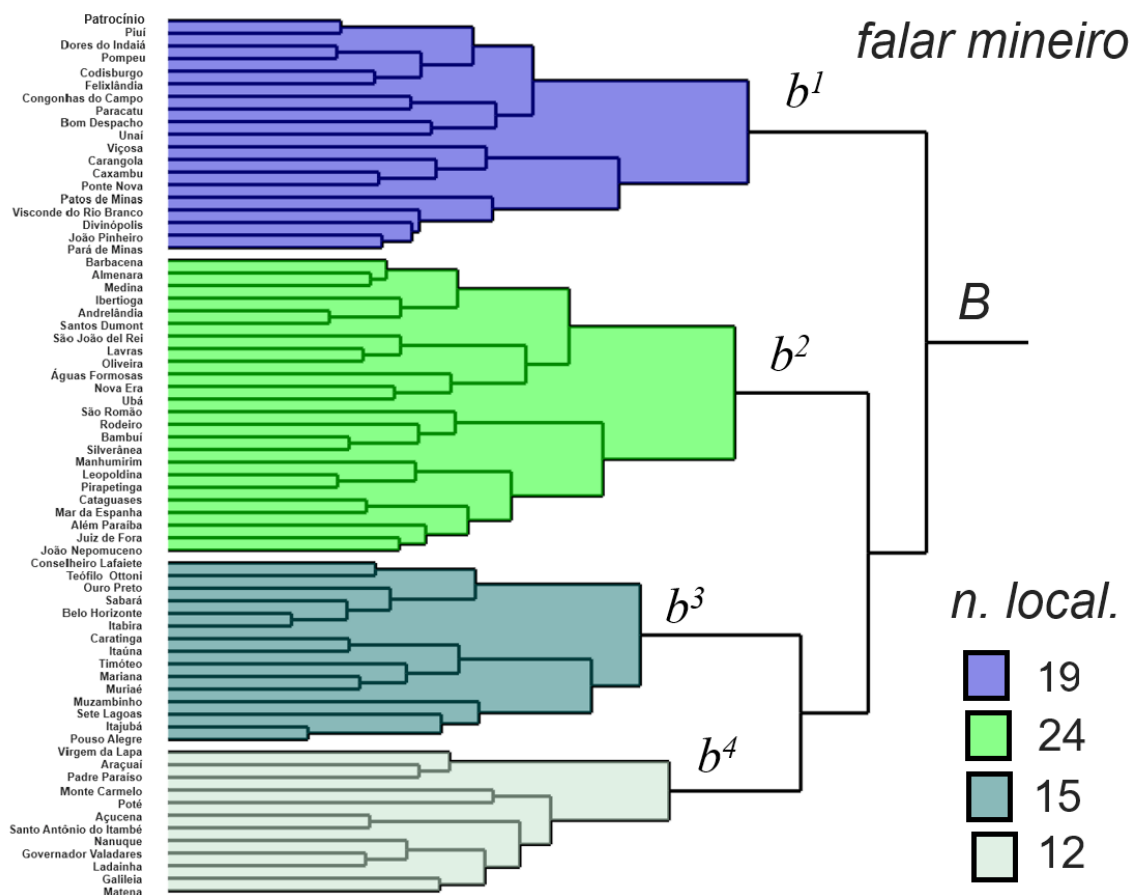 falar mineiro
Patrocínio
Piuí
Dores do Indaiá
Pompeu
Codisburgo
Felixlândia
Congonhas do Campo
Paracatu
Bom Despacho
Unaí
Viçosa
Carangola
Caxambu
Ponte Nova
Patos de Minas
Visconde do Rio Branco
Divinópolis
João Pinheiro
Pará de Minas
b1
Barbacena
Almenara
Medina
Ibertioga
Andrelândia
Santos Dumont
São João del Rei
Lavras
Oliveira
Águas Formosas
Nova Era
Ubá
São Romão
Rodeiro
Bambuí
Silverânea
Manhumirim
Leopoldina
Pirapetinga
Cataguases
Mar da Espanha
Além Paraíba
Juiz de Fora
João Nepomuceno
b2
B
Conselheiro Lafaiete
Teófilo Ottoni
Ouro Preto
Sabará
Belo Horizonte
Itabira
Caratinga
Itaúna
Timóteo
Mariana
Muriaé
Muzambinho
Sete Lagoas
Itajubá
Pouso Alegre
b3
Virgem da Lapa
Araçuaí
Padre Paraíso
Monte Carmelo
Poté
Açucena
Santo Antônio do Itambé
Nanuque
Governador Valadares
Ladainha
Galileia
Matena
b4
n. local.
19
24
15
12